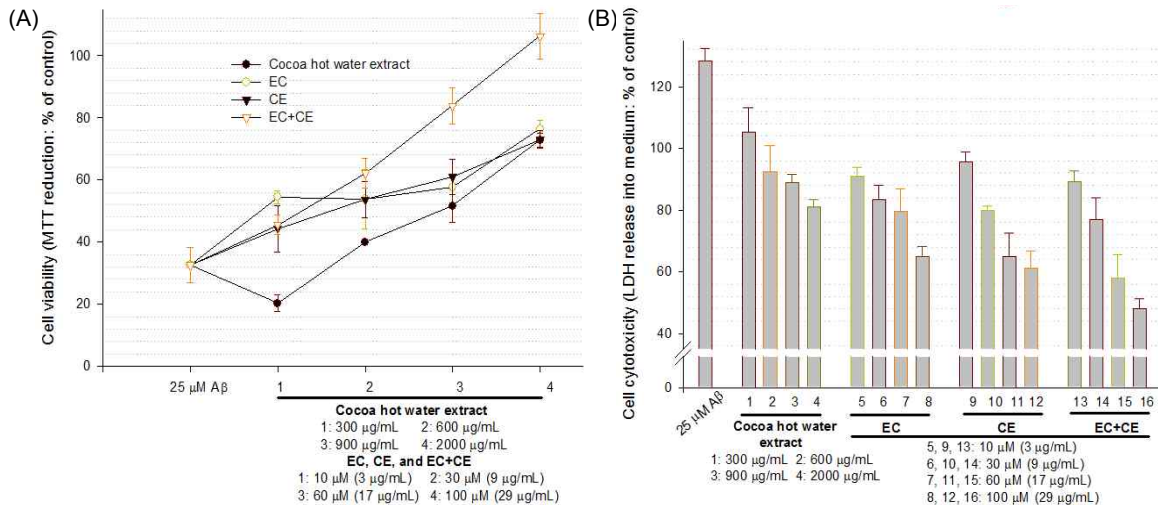 (A)
Cell viability (MTT reduction: % of control)
100
80
60
40
20
0
Cocoa hot water extract
EC
CE
EC+CE
25 μM Aβ
1
2
3
4
Cocoa hot water extract
1: 300 μg/mL 2: 600 μg/mL
3: 900 μg/mL 4: 2000 μg/mL
EC, CE, and EC+CE
1: 10 μM (3 μg/mL) 2: 30 μM (9 μg/mL)
3: 60 μM (17 μg/mL) 4: 100 μM (29 μg/mL)
(B)
Cell cytotoxicity (LDH release into medium: % of control)
120
100
80
60
40
0
25 μM Aβ
1 2 3 4
5 6 7 8
9 10 11 12
13 14 15 16
Cocoa hot water
extract
EC
CE
EC+CE
1: 300 μg/mL 2: 600 μg/mL
3: 900 μg/mL 4: 2000 μg/mL
5, 9, 13: 10 μM (3 μg/mL)
6, 10, 14: 30 μM (9 μg/mL)
7, 11, 15: 60 μM (17 μg/mL)
8, 12, 16: 100 μM (29 μg/mL)